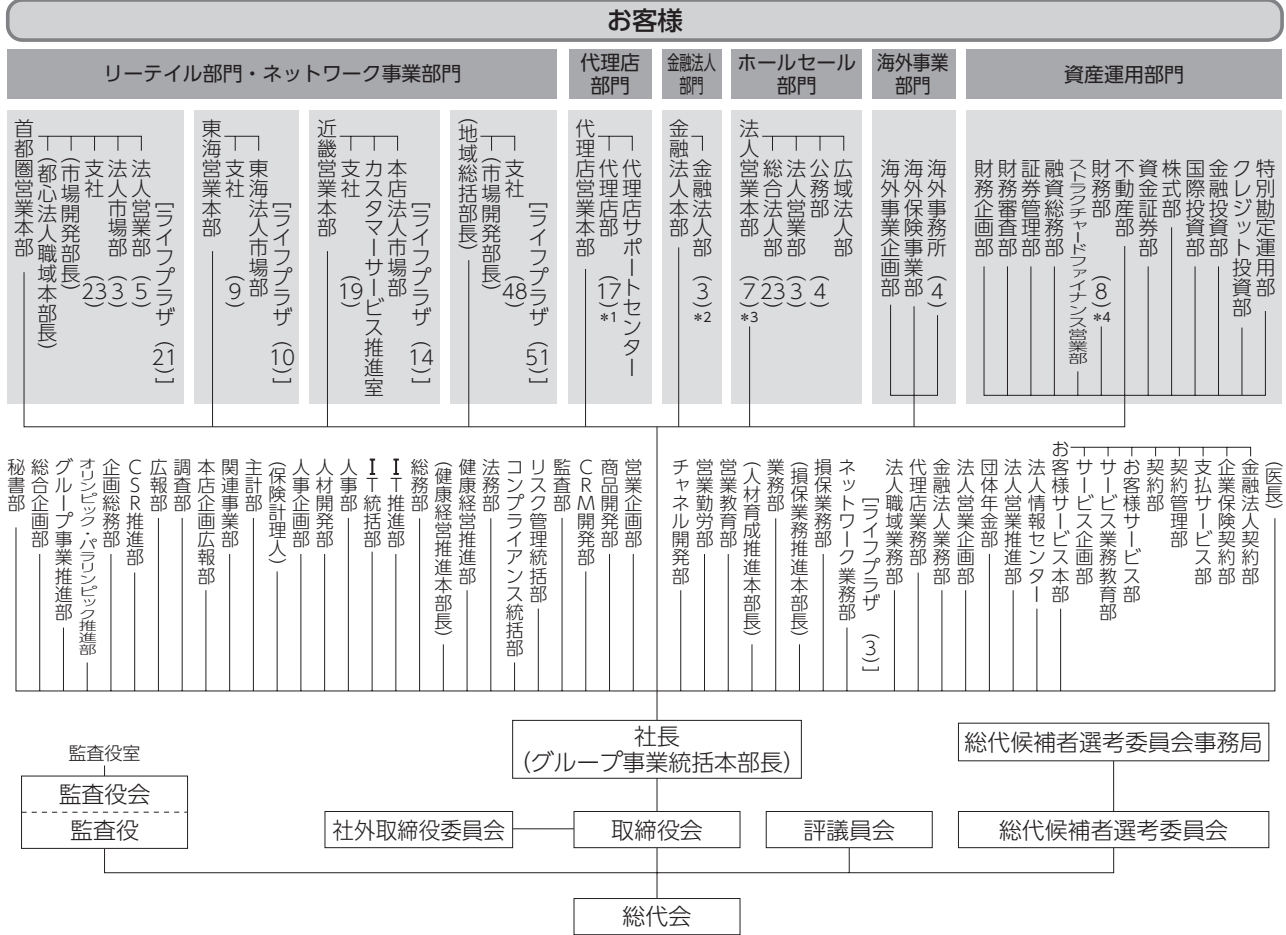 お客様
リーテイル部門・ネットワーク事業部門
代理店
部門
金融法人
部門
ホールセール
部門
海外事業
部門
資産運用部門
首都圏営業本部
(都心法人職域本部長)
(市場開発部長)
支社 (23)
法人市場部 (3)
法人営業部 (5)
[ライフプラザ (21)]
東海営業本部
支社 (9)
東海法人市場部
[ライフプラザ (10)]
近畿営業本部
支社 (19)
カスタマーサービス推進室
本店法人市場部
[ライフプラザ (14)]
(地域総括部長)
(市場開発部長)
支社 (48)
[ライフプラザ (51)]
代理店営業本部
代理店部 (17)*1
代理店サポートセンター
金融法人本部
金融法人部 (3)*2
法人営業本部
総合法人部 (7)*3
法人営業部 (23)
公務部 (3)
広域法人部 (4)
海外事業企画部
海外保険事業部
海外事務所 (4)
財務企画部
財務審査部
証券管理部
融資総務部
ストラクチャードファイナンス営業部
財務部 (8)*4
不動産部
資金証券部
株式部
国際投資部
金融投資部
クレジット投資部
特別勘定運用部
秘書部
総合企画部
グループ事業推進部
オリンピック・パラリンピック推進部
企画総務部
CSR推進部
広報部
調査部
本店企画広報部
関連事業部
主計部
(保険計理人)
人事企画部
人材開発部
人事部
IT統括部
IT推進部
総務部
(健康経営推進本部長)
健康経営推進部
法務部
コンプライアンス統括部
リスク管理統括部
監査部
CRM開発部
商品開発部
営業企画部
チャネル開発部
営業勤労部
営業教育部
(人材育成推進本部長)
業務部
(損保業務推進本部長)
損保業務部
ネットワーク業務部
[ライフプラザ (3)]
法人職域業務部
代理店業務部
金融法人業務部
法人営業企画部
団体年金部
法人営業推進部
法人情報センター
お客様サービス本部
サービス企画部
サービス業務教育部
お客様サービス部
契約部
契約管理部
支払サービス部
企業保険契約部
金融法人契約部
(医長)
社長
(グループ事業統括本部長)
総代候補者選考委員会事務局
監査役室
監査役会
監査役
社外取締役委員会
取締役会
評議員会
総代候補者選考委員会
総代会